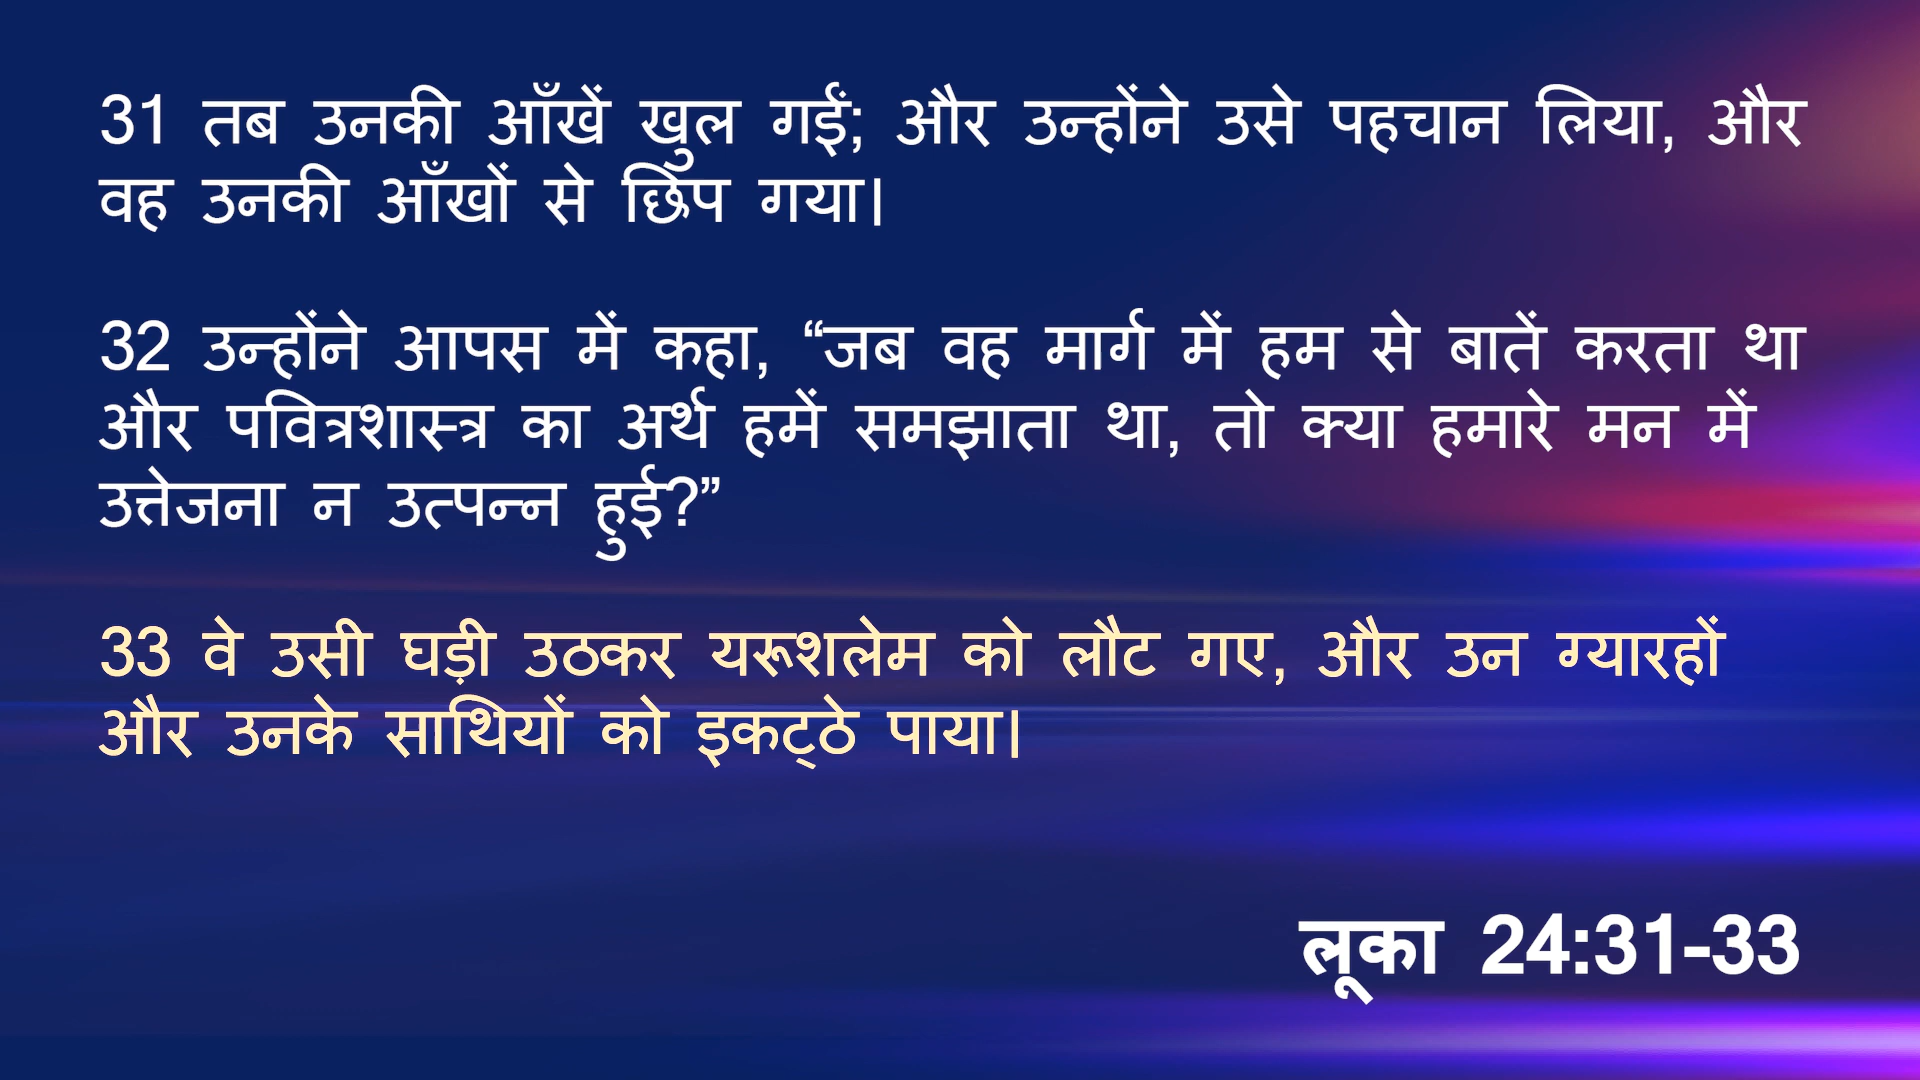 31 तब उनकी आँखें खुल गईं; और उन्होंने उसे पहचान लिया, और
वह उनकी आँखों से छिप गया।
32 उन्होंने आपस में कहा, “जब वह मार्ग में हम से बातें करता था
और पवित्रशास्त्र का अर्थ हमें समझाता था, तो क्या हमारे मन में
उत्तेजना न उत्पन्न हुई?”
33 वे उसी घड़ी उठकर यरूशलेम को लौट गए, और उन ग्यारहों
और उनके साथियों को इकट्ठे पाया।
लूका 24:31-33